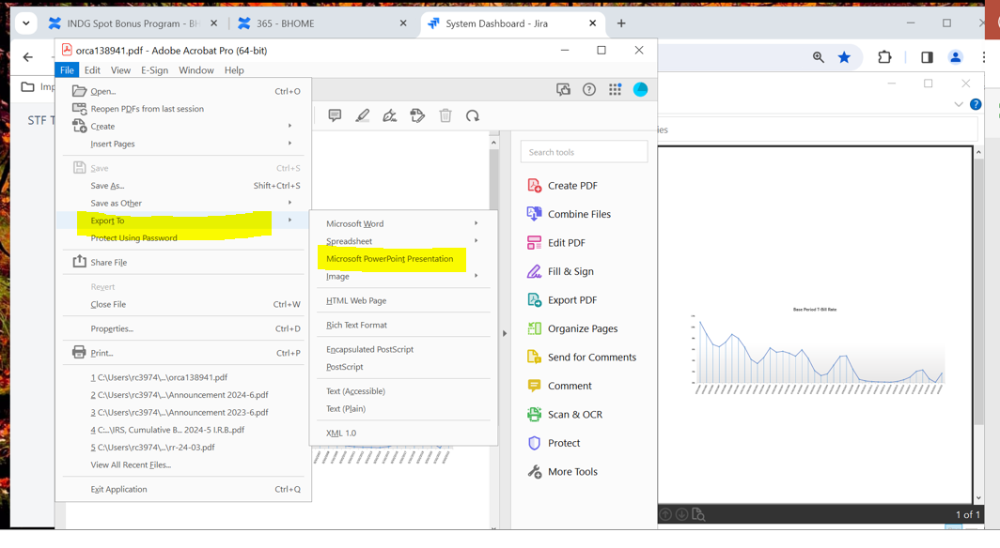 INDG Spot Bonus Program - BH
365 - BHOME
System Dashboard - Jira
orca138941.pdf - Adobe Acrobat Pro (64-bit)
File Edit View E-Sign Window Help
Imp
STF T
ies
Open... Ctrl+O
Reopen PDFs from last session
Create
Insert Pages
Save Ctrl+S
Save As... Shift+Ctrl+S
Save as Other
Export To
Protect Using Password
Share File
Revert
Close File Ctrl+W
Properties... Ctrl+D
Print... Ctrl+P
1 C:\Users\rc3974\...\orca138941.pdf
2 C:\Users\rc3974\...\Announcement 2024-6.pdf
3 C:\Users\rc3974\...\Announcement 2023-6.pdf
4 C:\...\IRS, Cumulative B... 2024-5 I.R.B..pdf
5 C:\Users\rc3974\...\rr-24-03.pdf
View All Recent Files...
Exit Application Ctrl+Q
Microsoft Word
Spreadsheet
Microsoft PowerPoint Presentation
Image
HTML Web Page
Rich Text Format
Encapsulated PostScript
PostScript
Text (Accessible)
Text (Plain)
XML 1.0
Search tools
Create PDF
Combine Files
Edit PDF
Fill & Sign
Export PDF
Organize Pages
Send for Comments
Comment
Scan & OCR
Protect
More Tools
Base Period T-Bill Rate
1 of 1